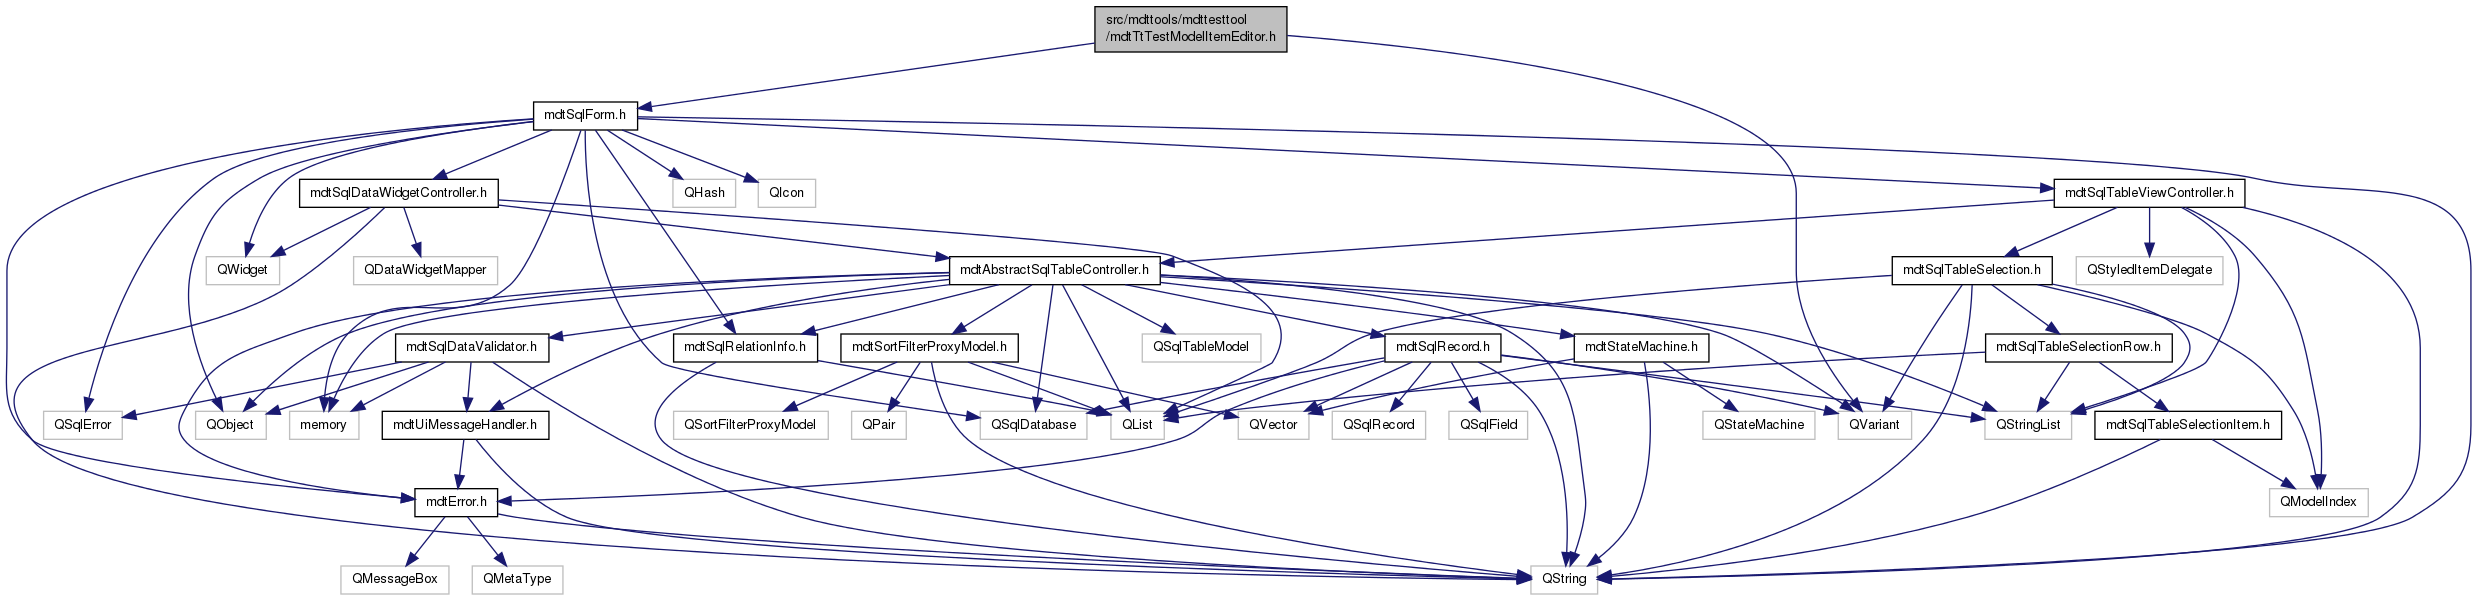 src/mdttools/mdttesttool
/mdtTtTestModelItemEditor.h
mdtSqlForm.h
mdtSqlDataWidgetController.h
QHash
QIcon
mdtSqlTableViewController.h
QWidget
QDataWidgetMapper
mdtAbstractSqlTableController.h
mdtSqlTableSelection.h
QStyledItemDelegate
mdtSqlDataValidator.h
mdtSqlRelationInfo.h
mdtSortFilterProxyModel.h
QSqlTableModel
mdtSqlRecord.h
mdtStateMachine.h
mdtSqlTableSelectionRow.h
QSqlError
QObject
memory
mdtUiMessageHandler.h
QSortFilterProxyModel
QPair
QSqlDatabase
QList
QVector
QSqlRecord
QSqlField
QStateMachine
QVariant
QStringList
mdtSqlTableSelectionItem.h
mdtError.h
QModelIndex
QMessageBox
QMetaType
QString